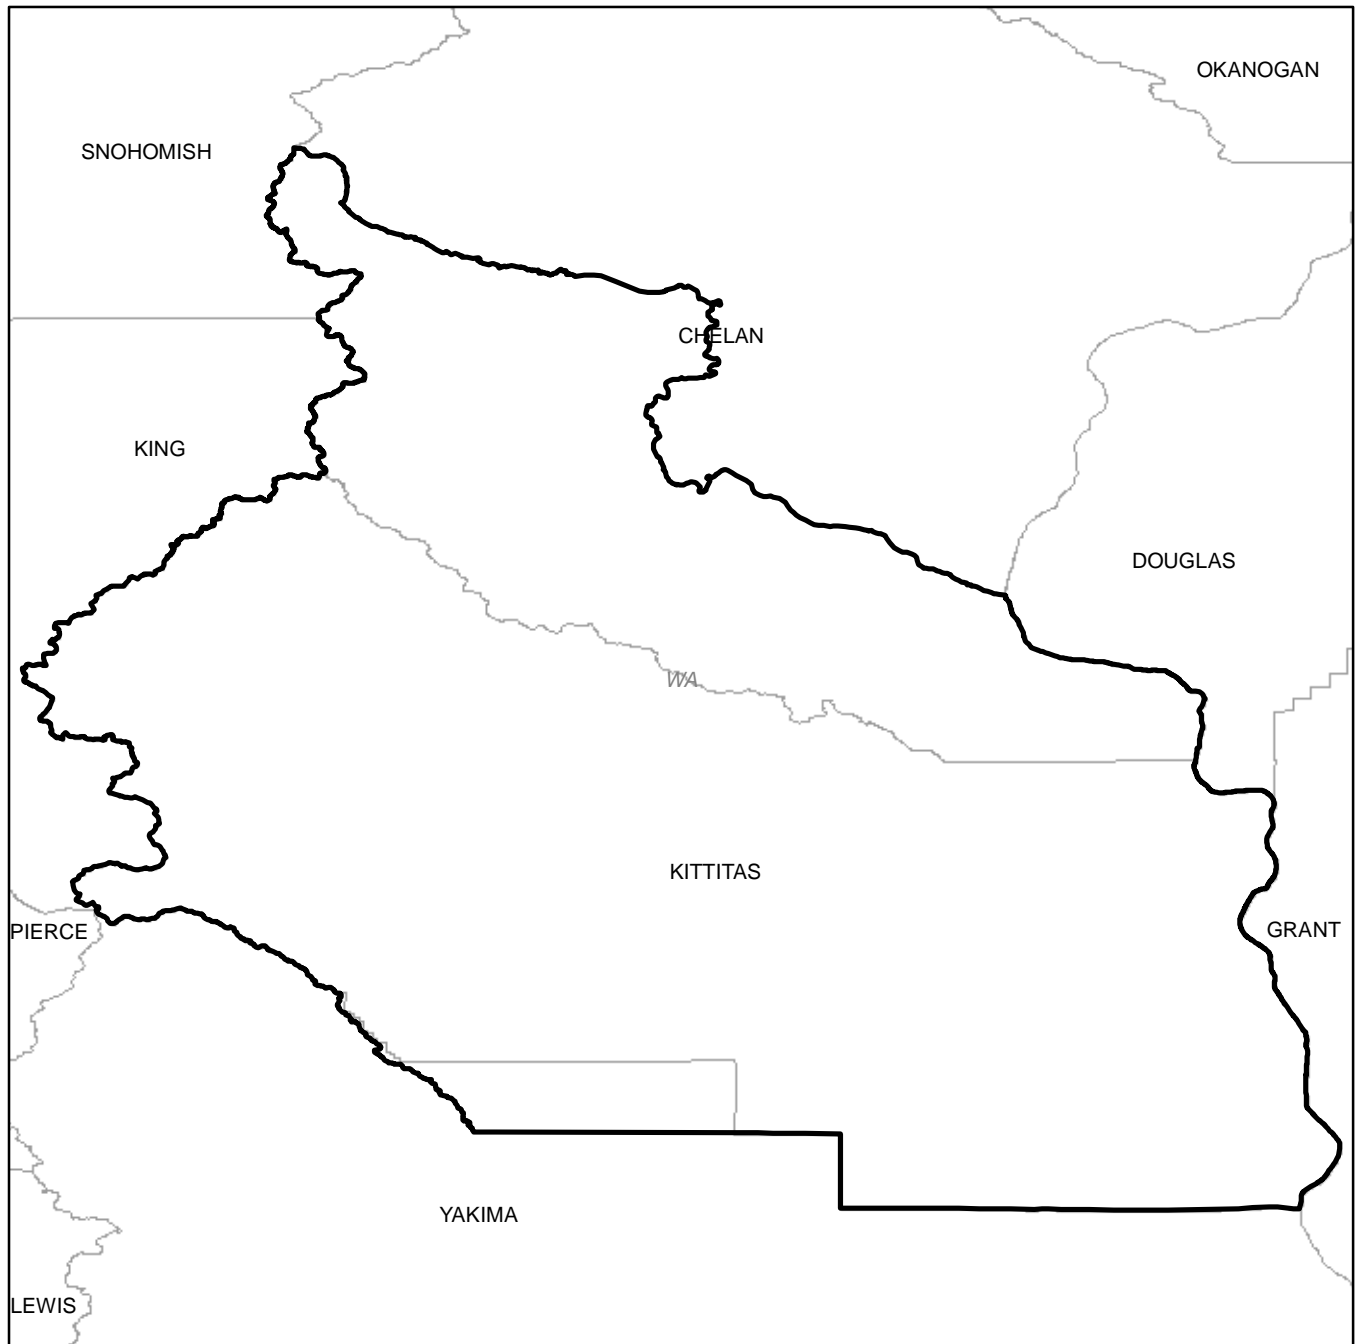 OKANOGAN
SNOHOMISH
CHELAN
KING
DOUGLAS
WA
KITTITAS
PIERCE
GRANT
YAKIMA
LEWIS